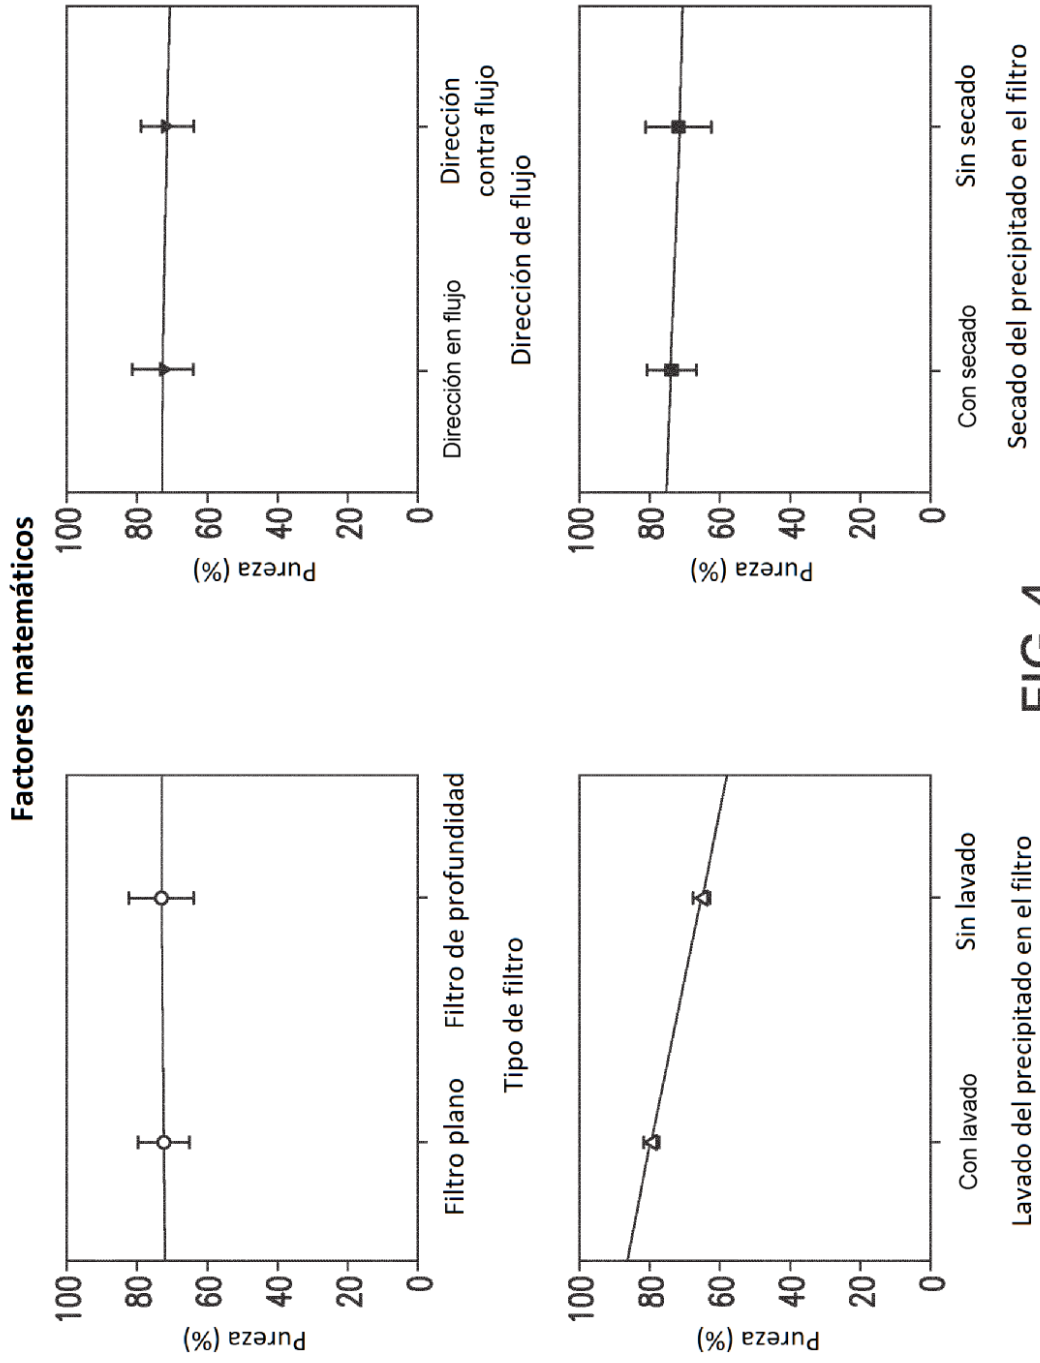 Factores matemáticos
Pureza (%)
100
80
60
40
20
0
Filtro plano
Filtro de profundidad
Tipo de filtro
Pureza (%)
100
80
60
40
20
0
Dirección en flujo
Dirección
contra flujo
Dirección de flujo
Pureza (%)
100
80
60
40
20
0
Con lavado
Sin lavado
Lavado del precipitado en el filtro
Pureza (%)
100
80
60
40
20
0
Con secado
Sin secado
Secado del precipitado en el filtro
FIG. 4